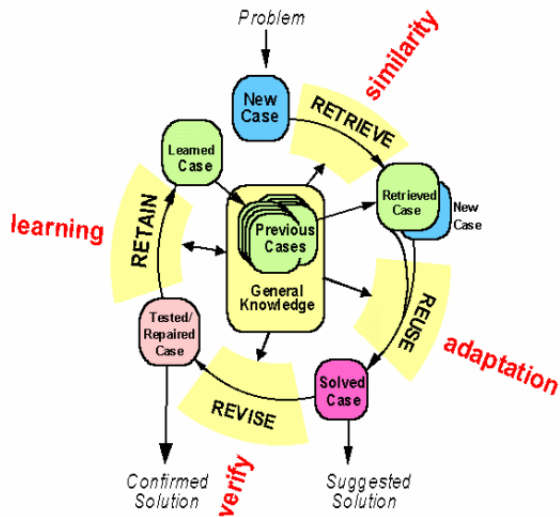 Problem
similarity
New
Case
RETRIEVE
Learned
Case
Retrieved
Case
New
Case
learning
RETAIN
Previous
Cases
General
Knowledge
REUSE
adaptation
Tested/
Repaired
Case
Solved
Case
REVISE
verify
Confirmed
Solution
Suggested
Solution